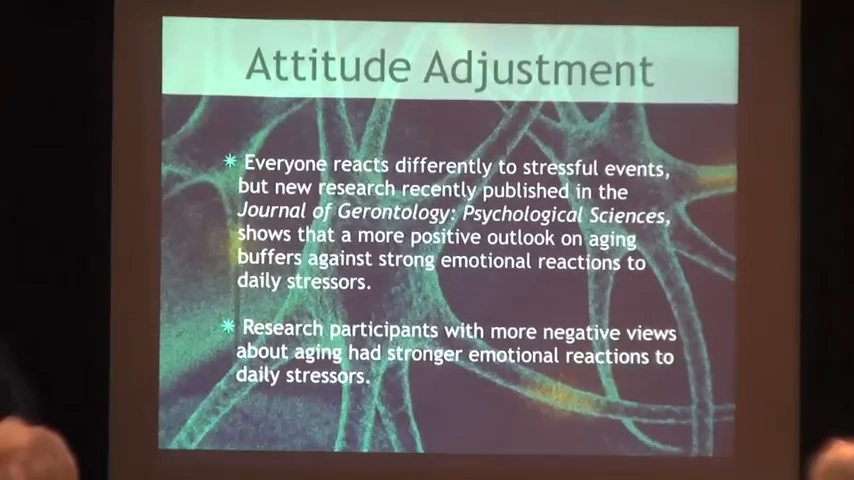 Attitude Adjustment
* Everyone reacts differently to stressful events,
but new research recently published in the
Journal of Gerontology: Psychological Sciences,
shows that a more positive outlook on aging
buffers against strong emotional reactions to
daily stressors.
* Research participants with more negative views
about aging had stronger emotional reactions to
daily stressors.